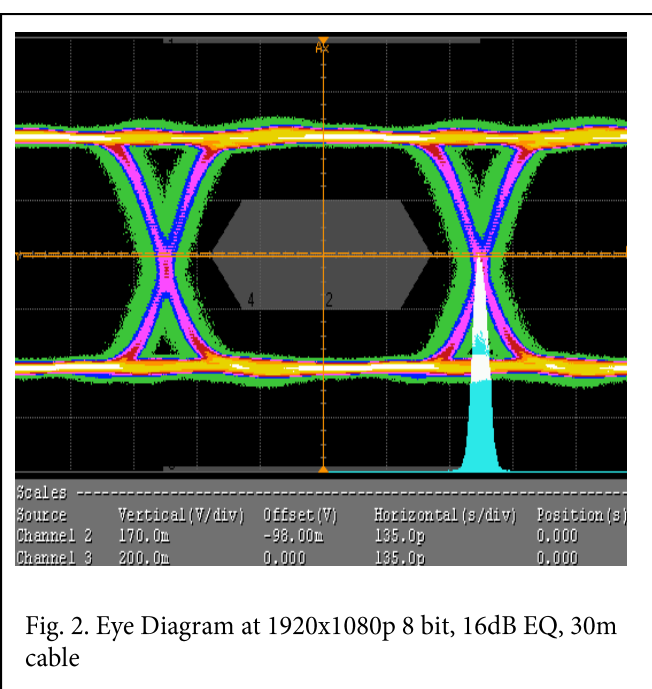 Ax
4 2
Scales
Source Vertical(V/div) Offset(V) Horizontal(s/div) Position(s)
Channel 2 170.0m -98.00m 135.0p 0.000
Channel 3 200.0m 0.000 135.0p 0.000
Fig. 2. Eye Diagram at 1920x1080p 8 bit, 16dB EQ, 30m
cable